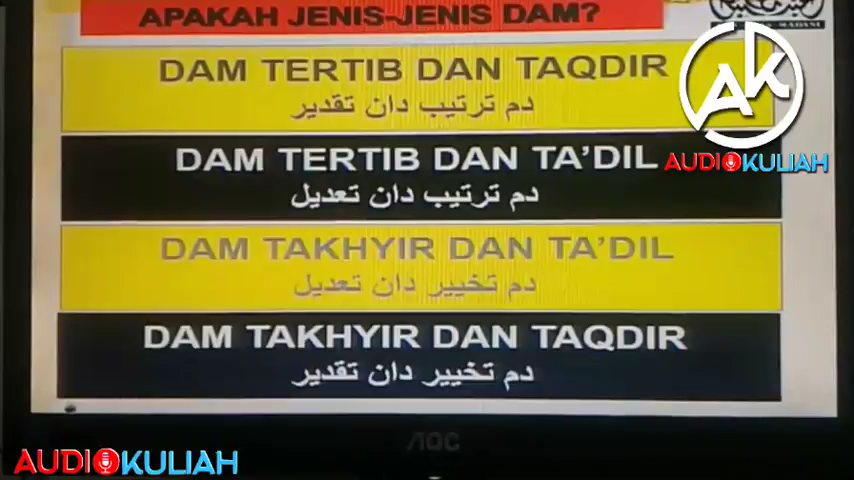 APAKAH JENIS-JENIS DAM?
DAM TERTIB DAN TAQDIR
دم ترتيب دان تقدير
DAM TERTIB DAN TA'DIL
دم ترتيب دان تعديل
DAM TAKHYIR DAN TA'DIL
دم تخيير دان تعديل
DAM TAKHYIR DAN TAQDIR
دم تخيير دان تقدير
AK
AUDIOKULIAH
AOC
AUDIOKULIAH